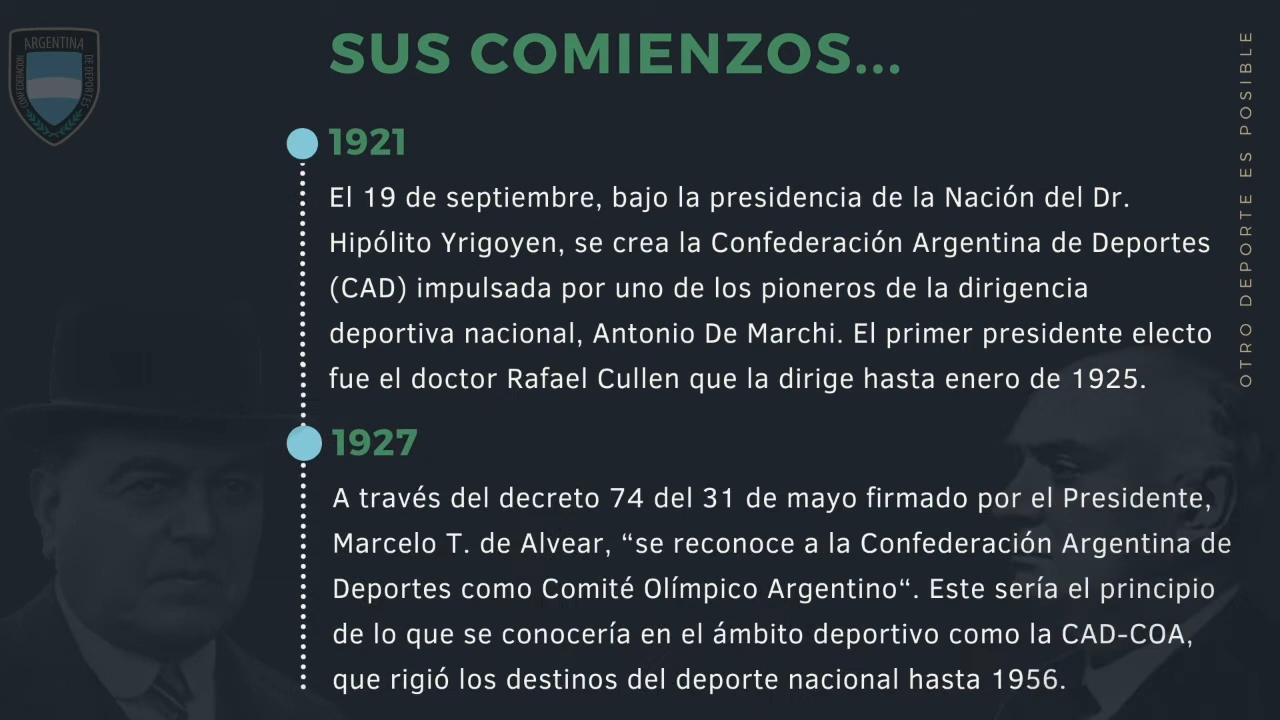 ARGENTINA
CONFEDERACIÓN
DE DEPORTES
SUS COMIENZOS...
1921
El 19 de septiembre, bajo la presidencia de la Nación del Dr.
Hipólito Yrigoyen, se crea la Confederación Argentina de Deportes
(CAD) impulsada por uno de los pioneros de la dirigencia
deportiva nacional, Antonio De Marchi. El primer presidente electo
fue el doctor Rafael Cullen que la dirige hasta enero de 1925.
1927
A través del decreto 74 del 31 de mayo firmado por el Presidente,
Marcelo T. de Alvear, “se reconoce a la Confederación Argentina de
Deportes como Comité Olímpico Argentino“. Este sería el principio
de lo que se conocería en el ámbito deportivo como la CAD-COA,
que rigió los destinos del deporte nacional hasta 1956.
OTRO DEPORTE ES POSIBLE